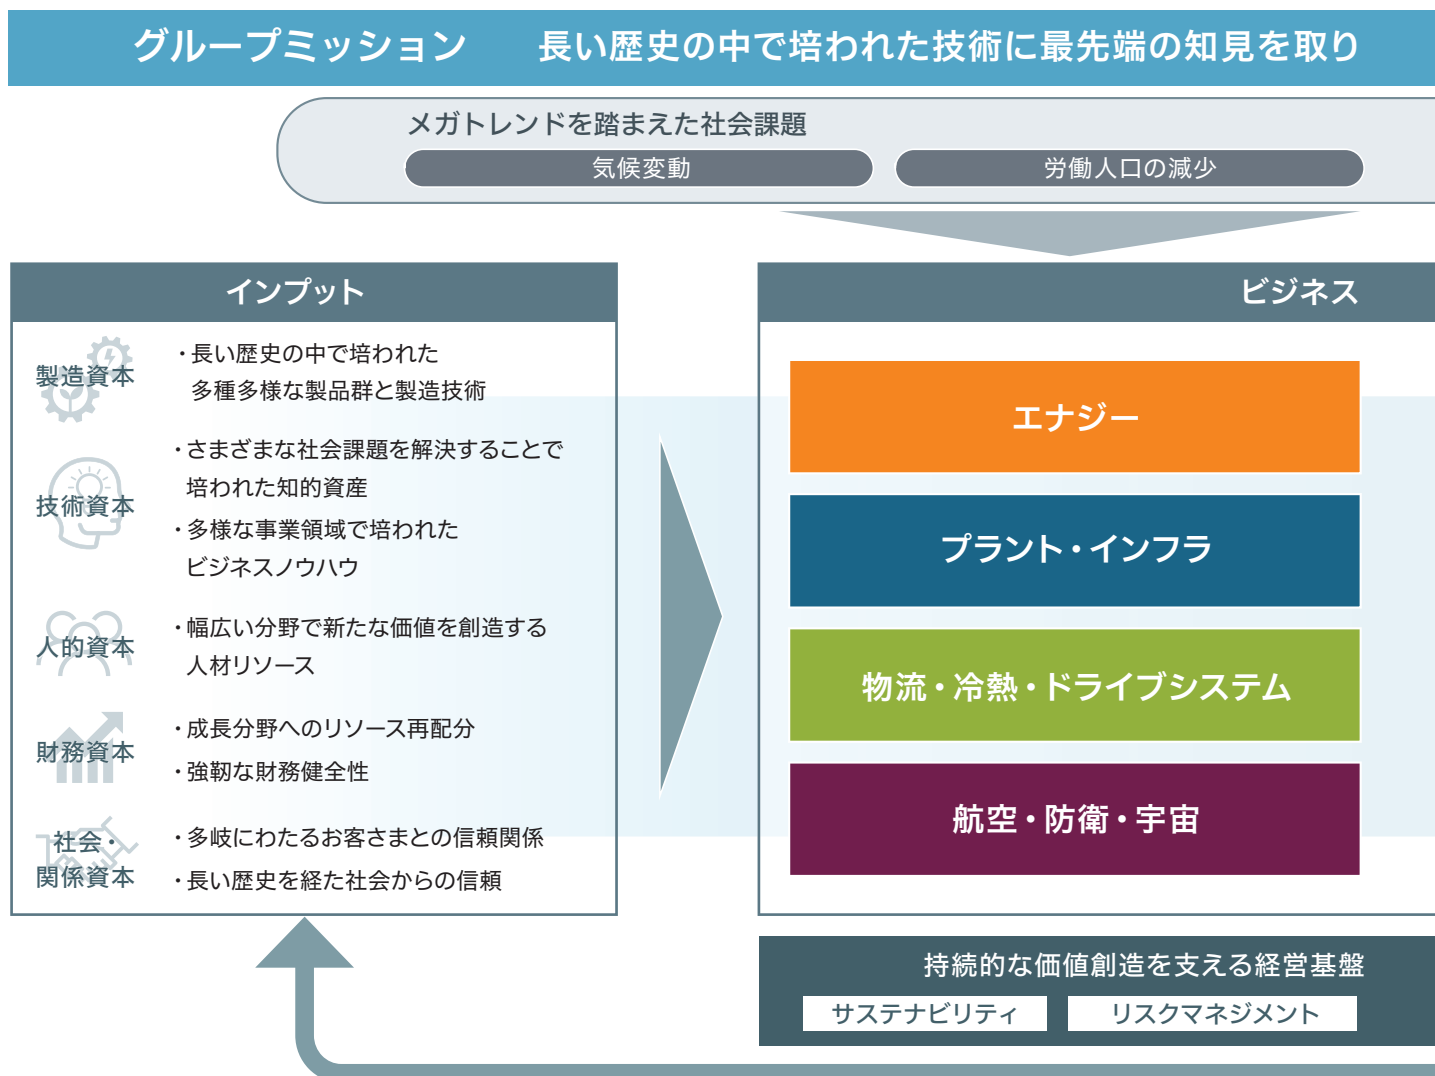 グループミッション 長い歴史の中で培われた技術に最先端の知見を取り
メガトレンドを踏まえた社会課題
気候変動 労働人口の減少
インプット
製造資本
・長い歴史の中で培われた
多種多様な製品群と製造技術
技術資本
・さまざまな社会課題を解決することで
培われた知的資産
・多様な事業領域で培われた
ビジネスノウハウ
人的資本
・幅広い分野で新たな価値を創造する
人材リソース
財務資本
・成長分野へのリソース再配分
・強靭な財務健全性
社会・
関係資本
・多岐にわたるお客さまとの信頼関係
・長い歴史を経た社会からの信頼
ビジネス
エナジー
プラント・インフラ
物流・冷熱・ドライブシステム
航空・防衛・宇宙
持続的な価値創造を支える経営基盤
サステナビリティ リスクマネジメント